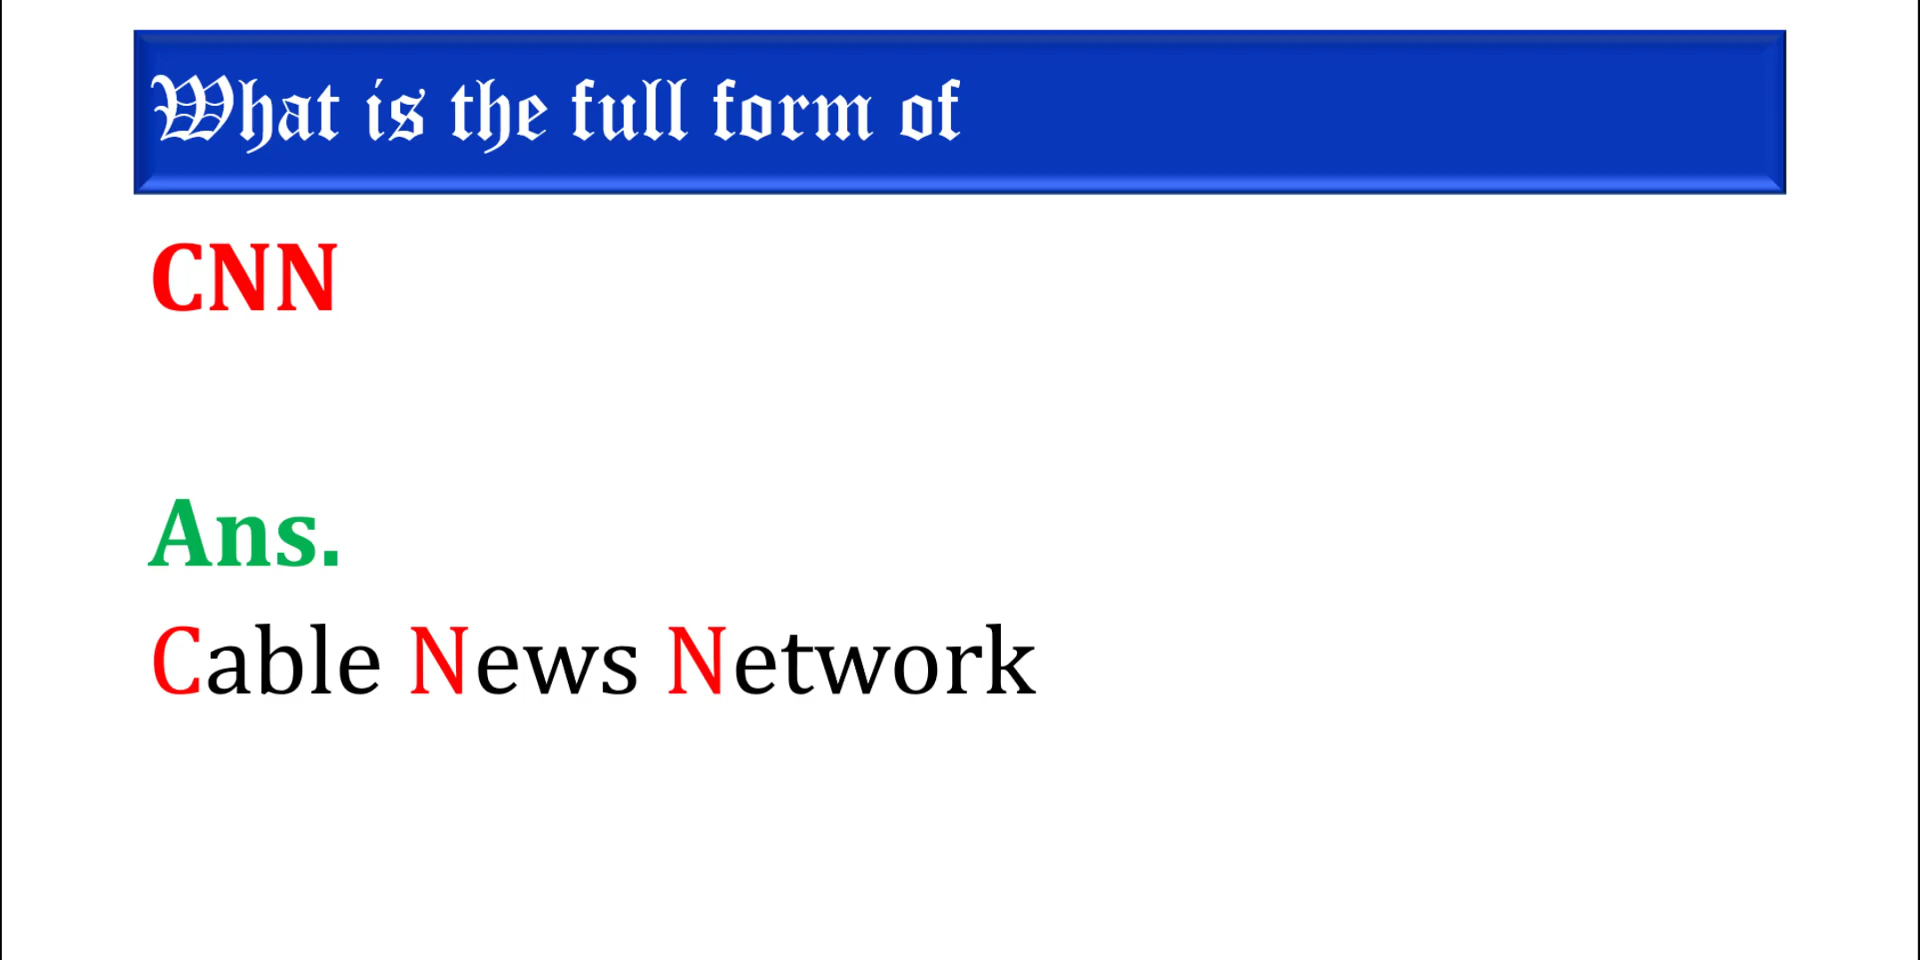 What is the full form of
CNN
Ans.
Cable News Network